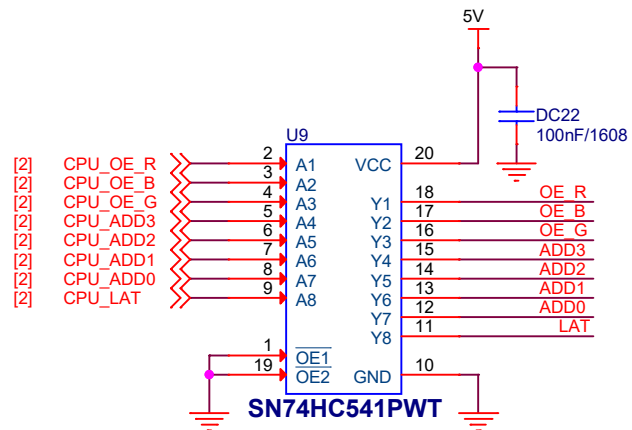 5V
DC22
100nF/1608
U9
[2] CPU_OE_R 2 A1 VCC 20
[2] CPU_OE_B 3 A2
[2] CPU_OE_G 4 A3 Y1 18 OE_R
[2] CPU_ADD3 5 A4 Y2 17 OE_B
[2] CPU_ADD2 6 A5 Y3 16 OE_G
[2] CPU_ADD1 7 A6 Y4 15 ADD3
[2] CPU_ADD0 8 A7 Y5 14 ADD2
[2] CPU_LAT 9 A8 Y6 13 ADD1
Y7 12 ADD0
Y8 11 LAT
1 OE1
19 OE2 GND 10
SN74HC541PWT